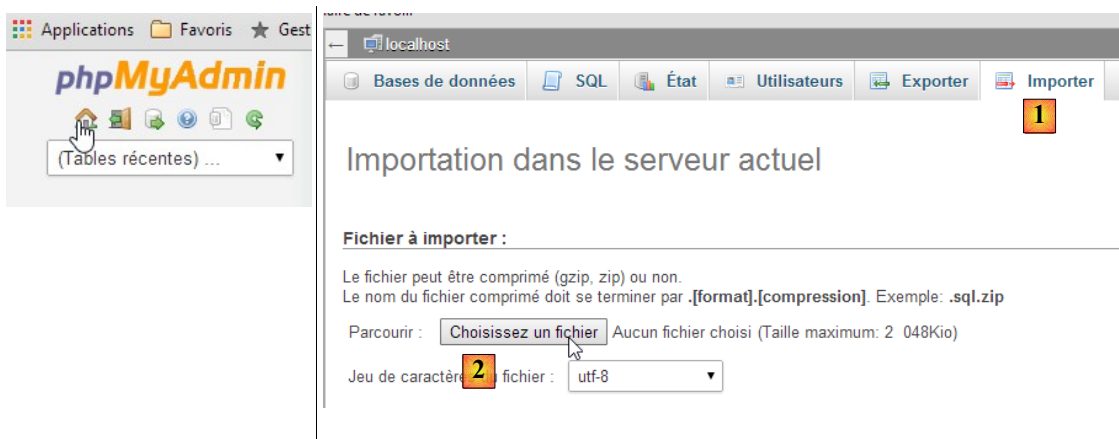 Applications Favoris Gest
phpMyAdmin
(Tables récentes) ...
localhost
Bases de données SQL État Utilisateurs Exporter Importer
1
Importation dans le serveur actuel
Fichier à importer :
Le fichier peut être comprimé (gzip, zip) ou non.
Le nom du fichier comprimé doit se terminer par .[format].[compression]. Exemple: .sql.zip
Parcourir : Choisissez un fichier Aucun fichier choisi (Taille maximum: 2 048Kio)
2
Jeu de caractère fichier : utf-8